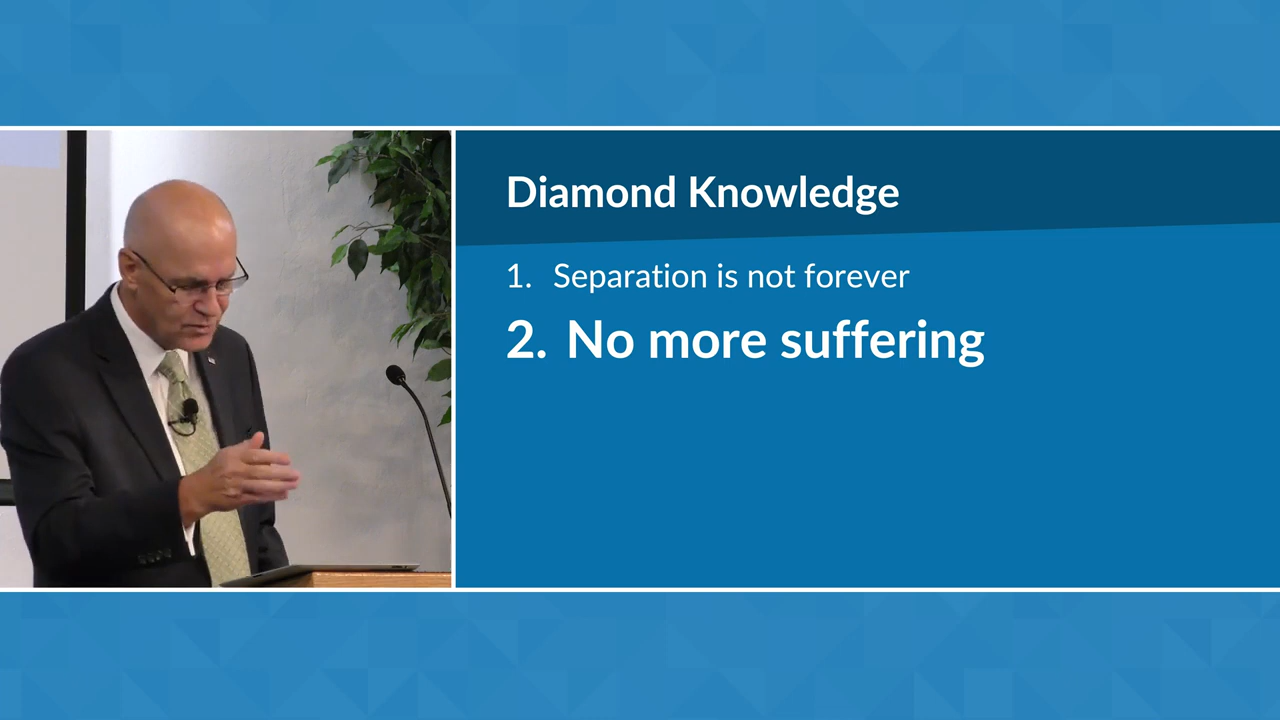 Diamond Knowledge
1. Separation is not forever
2. No more suffering